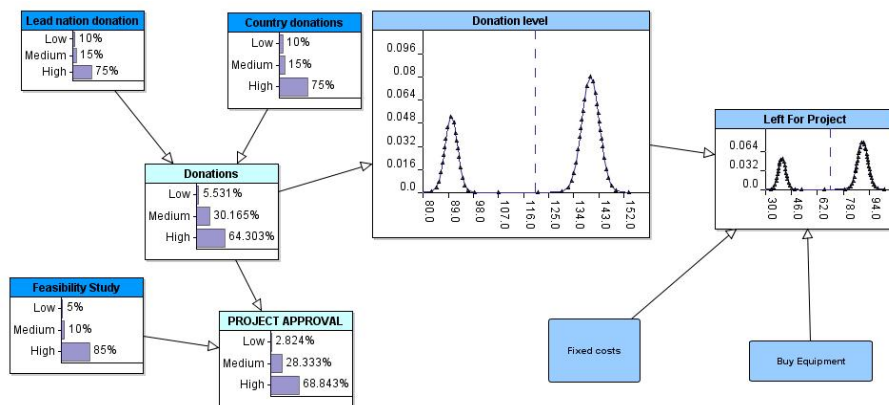 Lead nation donation
Low 10%
Medium 15%
High 75%
Country donations
Low 10%
Medium 15%
High 75%
Donation level
0.096
0.08
0.064
0.048
0.032
0.016
0.0
80.0
89.0
98.0
107.0
116.0
125.0
134.0
143.0
152.0
Left For Project
0.064
0.032
0.0
30.0
46.0
62.0
78.0
94.0
Donations
Low 5.531%
Medium 30.165%
High 64.303%
Feasibility Study
Low 5%
Medium 10%
High 85%
PROJECT APPROVAL
Low 2.824%
Medium 28.333%
High 68.843%
Fixed costs
Buy Equipment